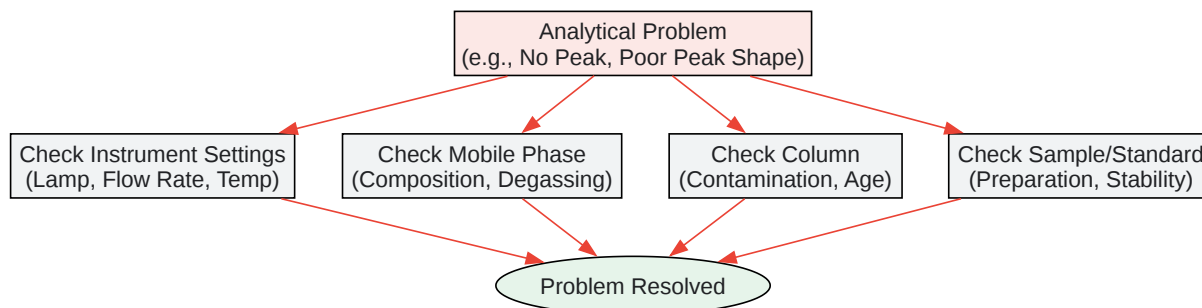 Analytical Problem
(e.g., No Peak, Poor Peak Shape)
Check Instrument Settings
(Lamp, Flow Rate, Temp)
Check Mobile Phase
(Composition, Degassing)
Check Column
(Contamination, Age)
Check Sample/Standard
(Preparation, Stability)
Problem Resolved